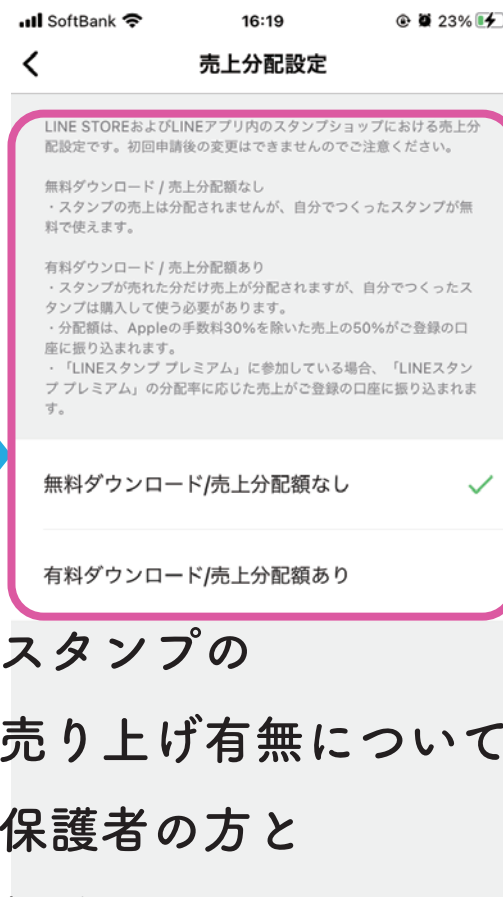 SoftBank 16:19 23%
売上分配設定
LINE STOREおよびLINEアプリ内のスタンプショップにおける売上分
配設定です。初回申請後の変更はできませんのでご注意ください。
無料ダウンロード / 売上分配額なし
・スタンプの売上は分配されませんが、自分でつくったスタンプが無
料で使えます。
有料ダウンロード / 売上分配額あり
・スタンプが売れた分だけ売上が分配されますが、自分でつくったス
タンプは購入して使う必要があります。
・分配額は、Appleの手数料30%を除いた売上の50%がご登録の口
座に振り込まれます。
・「LINEスタンプ プレミアム」に参加している場合、「LINEスタン
プ プレミアム」の分配率に応じた売上がご登録の口座に振り込まれま
す。
無料ダウンロード/売上分配額なし
有料ダウンロード/売上分配額あり
スタンプの
売り上げ有無について
保護者の方と